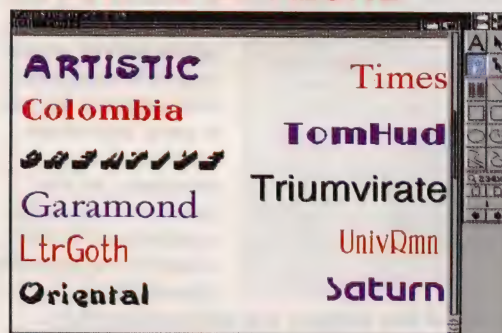 ARTISTIC
Colombia
Garamond
LtrGoth
Oriental
Times
TomHud
Triumvirate
UnivRmn
Saturn
A